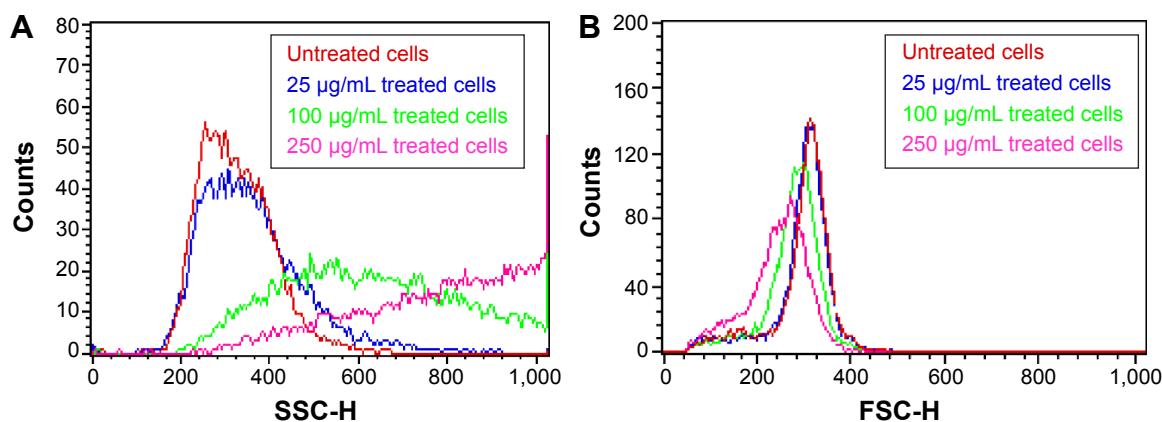 A
80
70
60
50
40
30
20
10
0
Counts
0
200
400
600
800
1,000
SSC-H
Untreated cells
25 µg/mL treated cells
100 µg/mL treated cells
250 µg/mL treated cells
B
200
160
120
80
40
0
Counts
0
200
400
600
800
1,000
FSC-H
Untreated cells
25 µg/mL treated cells
100 µg/mL treated cells
250 µg/mL treated cells